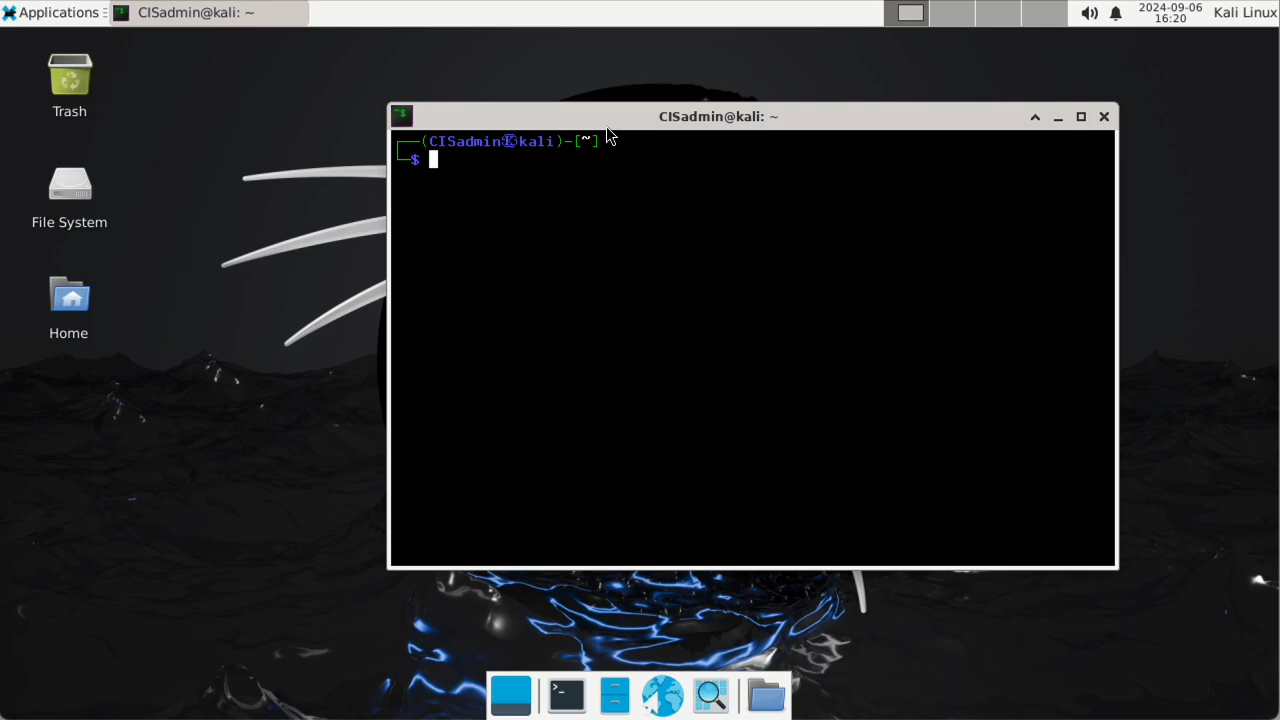 Applications
CISadmin@kali: ~
2024-09-06
16:20
Kali Linux
Trash
File System
Home
CISadmin@kali: ~
┌──(CISadmin㉿kali)-[~]
└─$